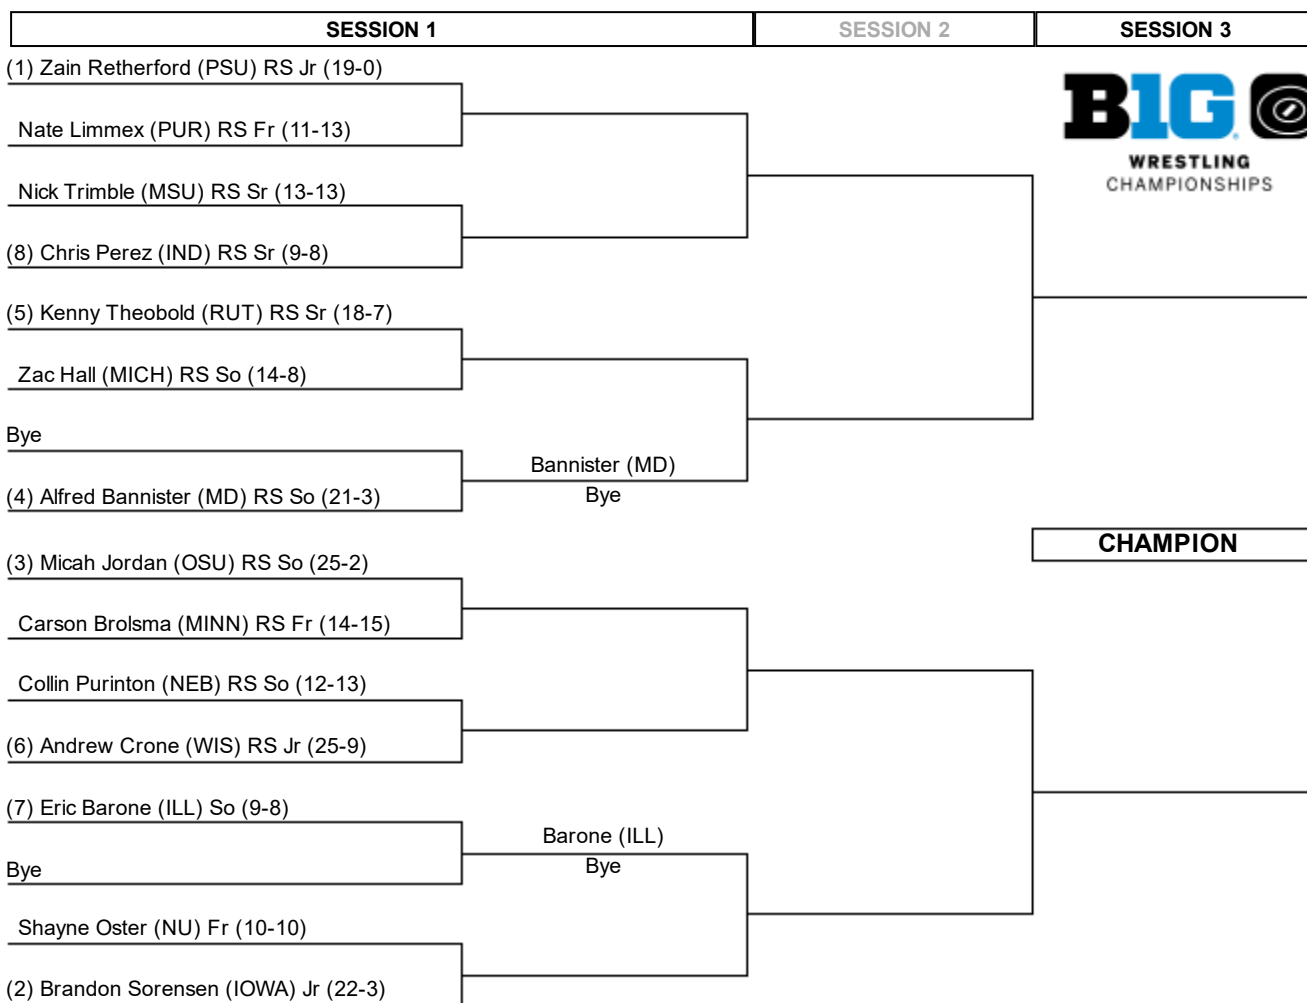 SESSION 1 SESSION 2 SESSION 3
(1) Zain Retherford (PSU) RS Jr (19-0)
B1G
WRESTLING
CHAMPIONSHIPS
Nate Limmex (PUR) RS Fr (11-13)
Nick Trimble (MSU) RS Sr (13-13)
(8) Chris Perez (IND) RS Sr (9-8)
(5) Kenny Theobold (RUT) RS Sr (18-7)
Zac Hall (MICH) RS So (14-8)
Bye
Bannister (MD)
Bye
(4) Alfred Bannister (MD) RS So (21-3)
CHAMPION
(3) Micah Jordan (OSU) RS So (25-2)
Carson Brolsma (MINN) RS Fr (14-15)
Collin Purinton (NEB) RS So (12-13)
(6) Andrew Crone (WIS) RS Jr (25-9)
(7) Eric Barone (ILL) So (9-8)
Barone (ILL)
Bye
Bye
Shayne Oster (NU) Fr (10-10)
(2) Brandon Sorensen (IOWA) Jr (22-3)